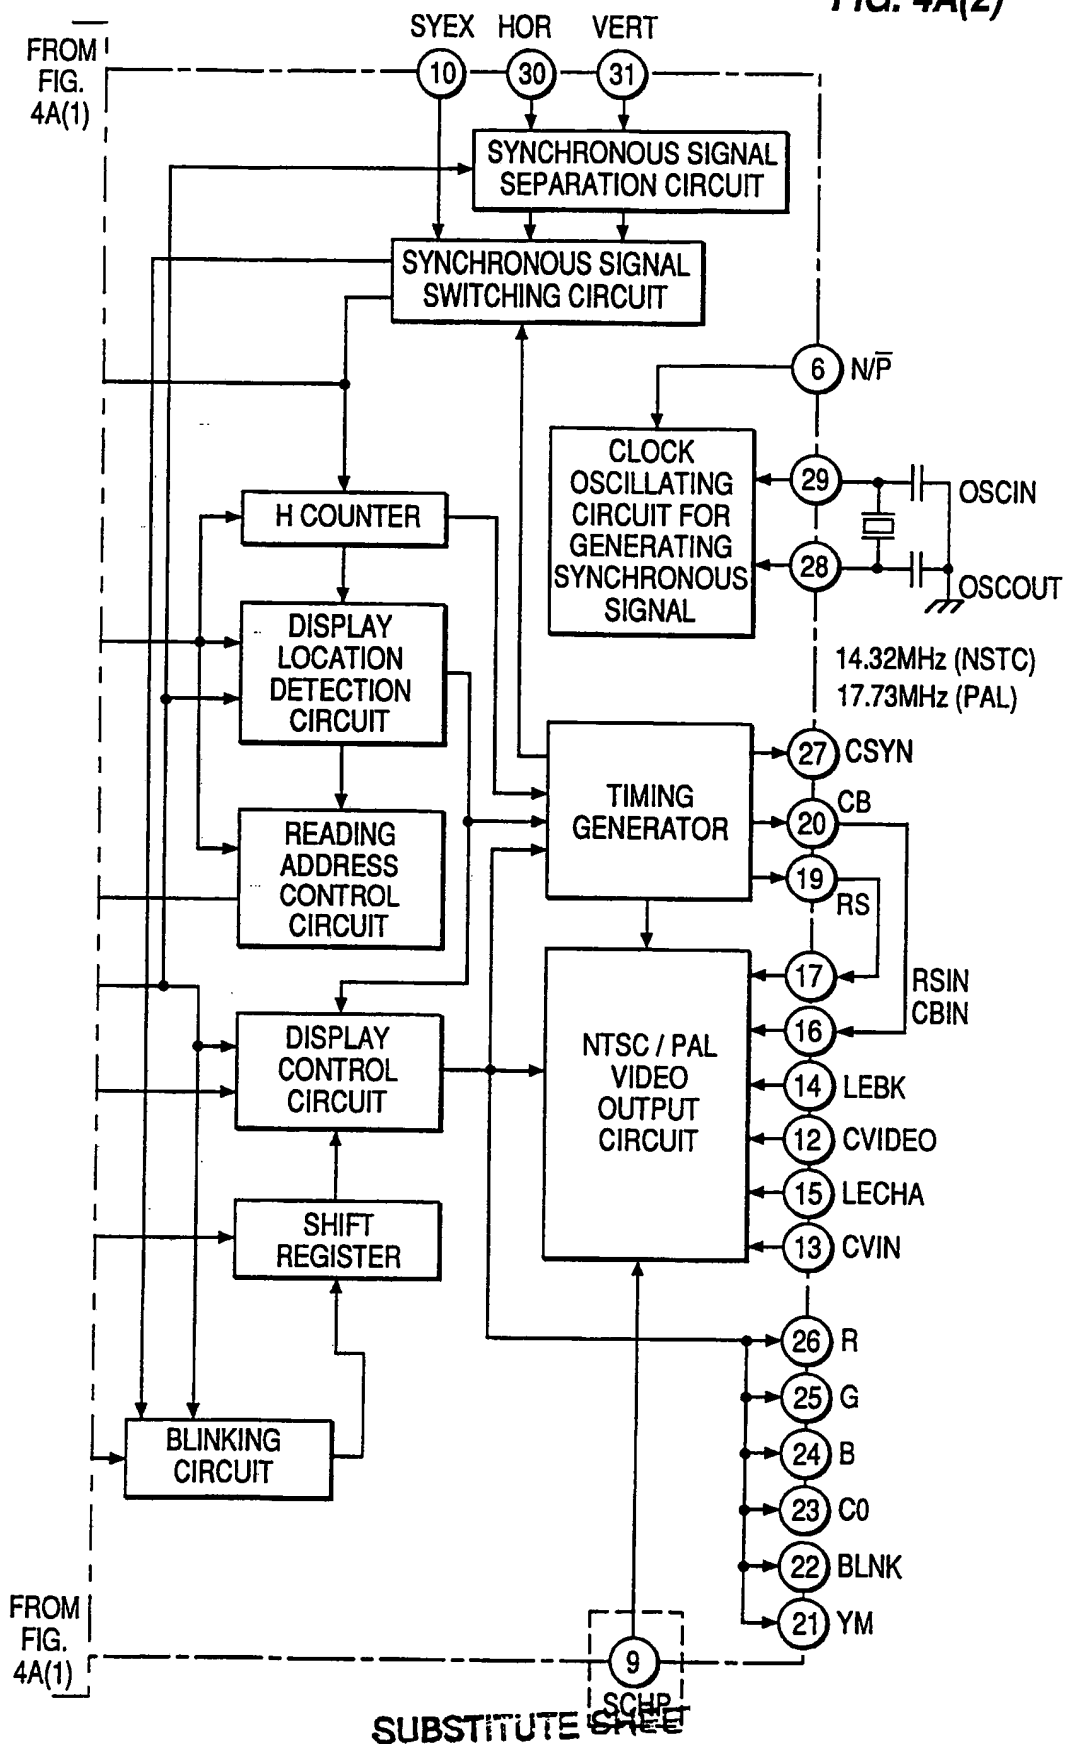 FIG. 4A(2)
SYEX HOR VERT
FROM
FIG.
4A(1)
10 30 31
SYNCHRONOUS SIGNAL
SEPARATION CIRCUIT
SYNCHRONOUS SIGNAL
SWITCHING CIRCUIT
6 N/P̅
CLOCK
OSCILLATING
CIRCUIT FOR
GENERATING
SYNCHRONOUS
SIGNAL
29
OSCIN
28
OSCOUT
14.32MHz (NSTC)
17.73MHz (PAL)
H COUNTER
DISPLAY
LOCATION
DETECTION
CIRCUIT
READING
ADDRESS
CONTROL
CIRCUIT
TIMING
GENERATOR
27 CSYN
20 CB
19 RS
17 RSIN
16 CBIN
14 LEBK
12 CVIDEO
15 LECHA
13 CVIN
NTSC / PAL
VIDEO
OUTPUT
CIRCUIT
DISPLAY
CONTROL
CIRCUIT
SHIFT
REGISTER
BLINKING
CIRCUIT
26 R
25 G
24 B
23 C0
22 BLNK
21 YM
FROM
FIG.
4A(1)
9
SCHP
SUBSTITUTE SHEET